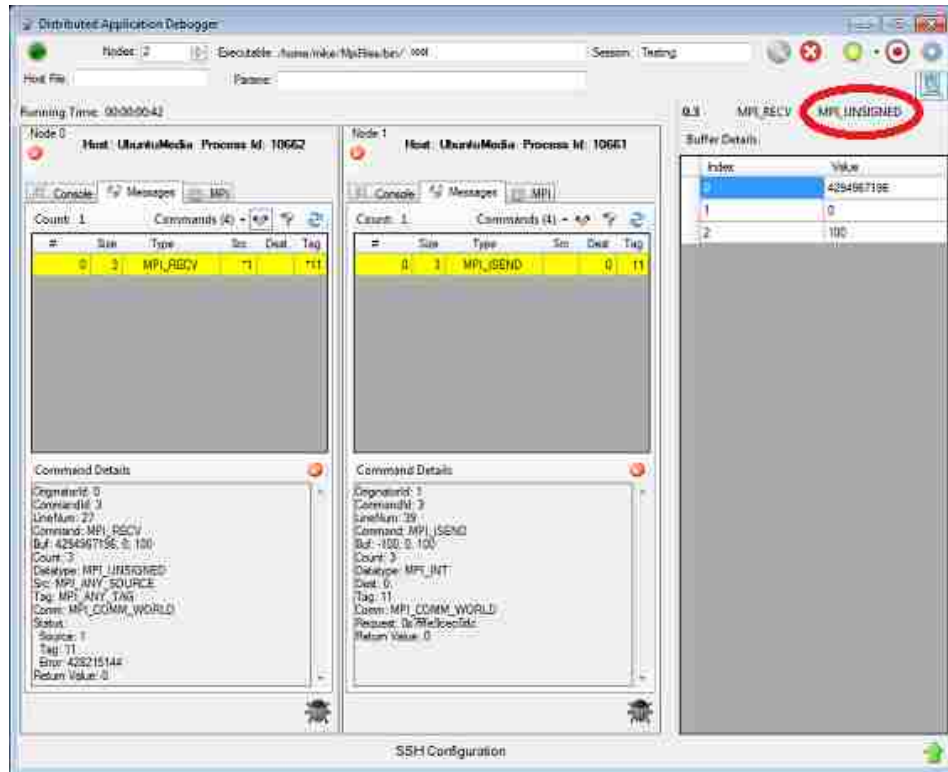 Distributed Application Debugger
Nodes: 2 Executable: /home/mike/MpiFiles/bin/ Session: Testing
Host File: Params:
Running Time: 00:00:00:42
0.3 MPI_RECV MPI_UNSIGNED
Buffer Details
Index Value
0 4294967196
1 0
2 100
Node 0
Host: UbuntuMedia Process Id: 10662
Console Messages MPI
Count: 1 Commands (4)
# Size Type Src Dest Tag
0 3 MPI_RECV *1 *11
Command Details
OriginatorId: 0
CommandId: 3
LineNum: 27
Command: MPI_RECV
Buf: 4294967196, 0, 100
Count: 3
Datatype: MPI_UNSIGNED
Src: MPI_ANY_SOURCE
Tag: MPI_ANY_TAG
Comm: MPI_COMM_WORLD
Status:
Source: 1
Tag: 11
Error: 428215144
Return Value: 0
Node 1
Host: UbuntuMedia Process Id: 10661
Console Messages MPI
Count: 1 Commands (4)
# Size Type Src Dest Tag
0 3 MPI_ISEND 0 11
Command Details
OriginatorId: 1
CommandId: 3
LineNum: 39
Command: MPI_ISEND
Buf: -100, 0, 100
Count: 3
Datatype: MPI_INT
Dest: 0
Tag: 11
Comm: MPI_COMM_WORLD
Request:
Return Value: 0
SSH Configuration